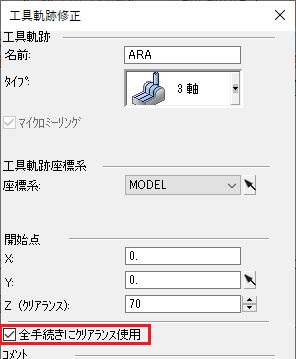 工具軌跡修正
工具軌跡
名前: ARA
タイプ: 3 軸
マイクロミーリング
工具軌跡座標系
座標系: MODEL
開始点
X: 0.
Y: 0.
Z (クリアランス): 70
全手続きにクリアランス使用
コメント